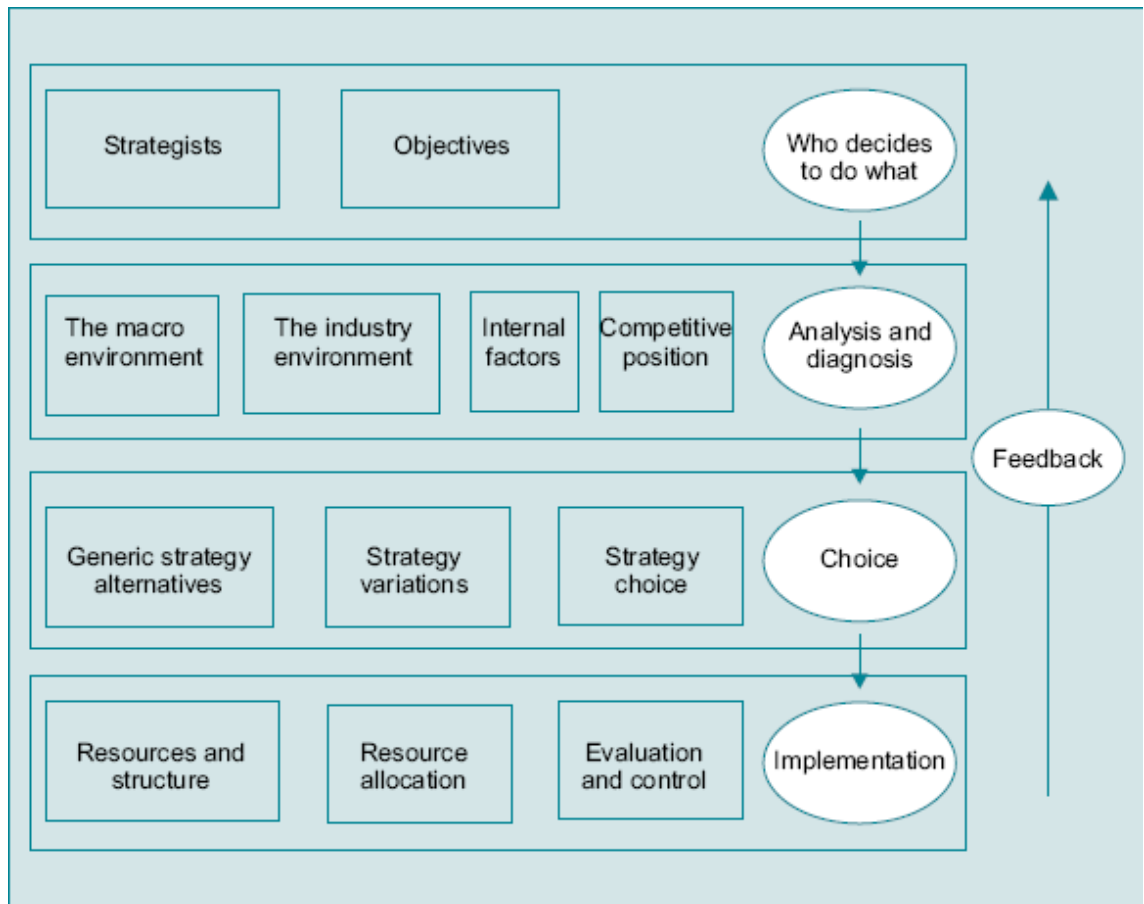 Strategists
Objectives
Who decides
to do what
The macro
environment
The industry
environment
Internal
factors
Competitive
position
Analysis and
diagnosis
Feedback
Generic strategy
alternatives
Strategy
variations
Strategy
choice
Choice
Resources and
structure
Resource
allocation
Evaluation
and control
Implementation